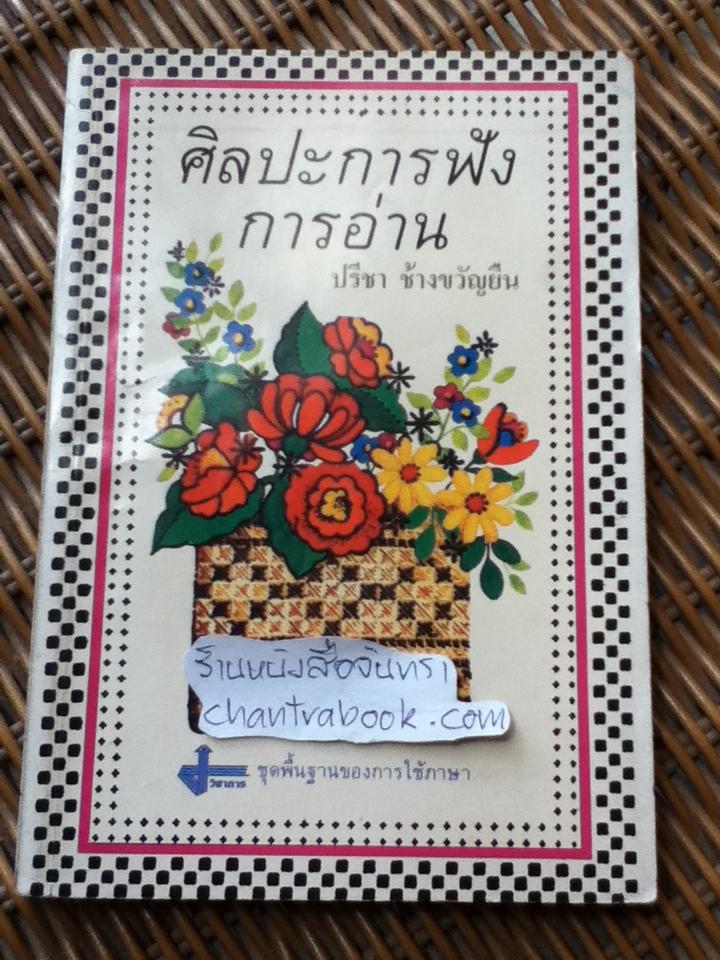 ศิลปะการฟัง
การอ่าน
ปรีชา ช้างขวัญยืน
ร้านหนังสือจันทรา
chantrabook.com
วิชาการ
ชุดพื้นฐานของการใช้ภาษา